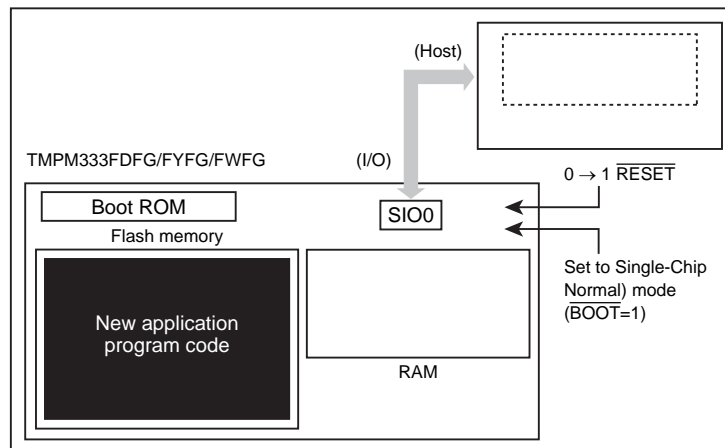 (Host)
TMPM333FDFG/FYFG/FWFG
(I/O)
0 → 1 RESET
Boot ROM
SIO0
Flash memory
Set to Single-Chip
Normal) mode
(BOOT=1)
New application
program code
RAM